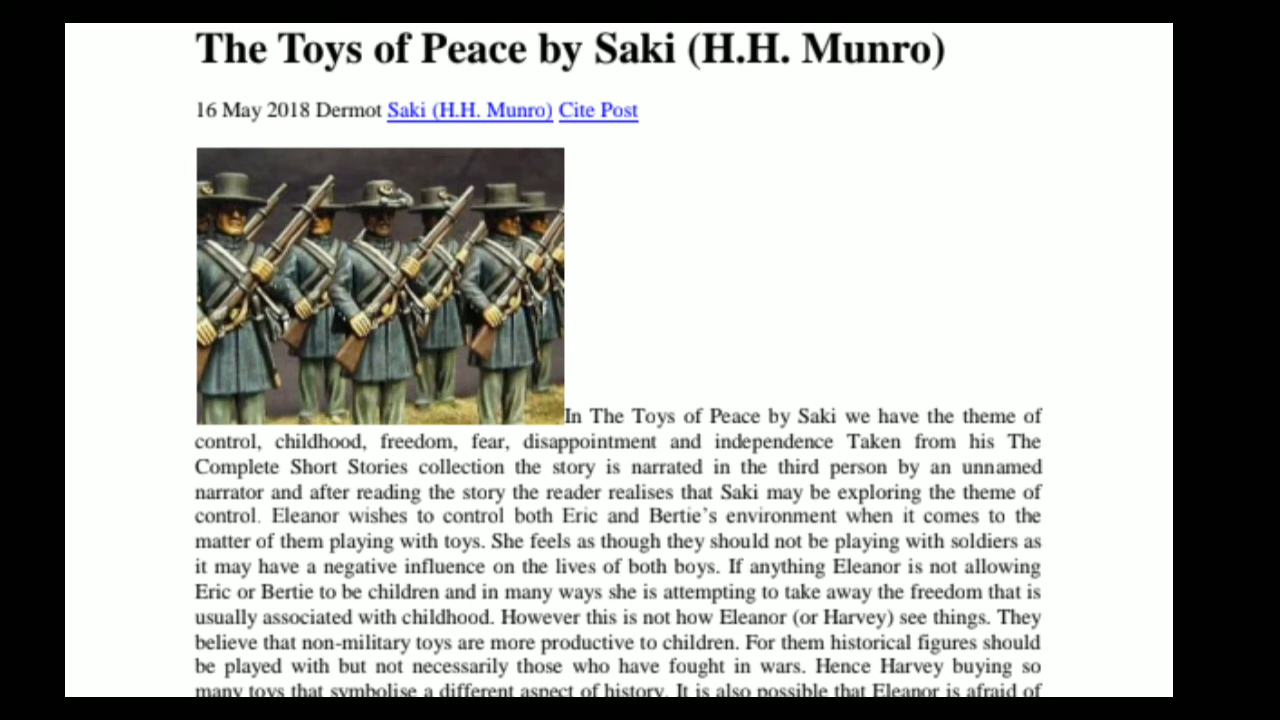 The Toys of Peace by Saki (H.H. Munro)
16 May 2018 Dermot Saki (H.H. Munro) Cite Post
In The Toys of Peace by Saki we have the theme of
control, childhood, freedom, fear, disappointment and independence Taken from his The
Complete Short Stories collection the story is narrated in the third person by an unnamed
narrator and after reading the story the reader realises that Saki may be exploring the theme of
control. Eleanor wishes to control both Eric and Bertie’s environment when it comes to the
matter of them playing with toys. She feels as though they should not be playing with soldiers as
it may have a negative influence on the lives of both boys. If anything Eleanor is not allowing
Eric or Bertie to be children and in many ways she is attempting to take away the freedom that is
usually associated with childhood. However this is not how Eleanor (or Harvey) see things. They
believe that non-military toys are more productive to children. For them historical figures should
be played with but not necessarily those who have fought in wars. Hence Harvey buying so
many toys that symbolise a different aspect of history. It is also possible that Eleanor is afraid of